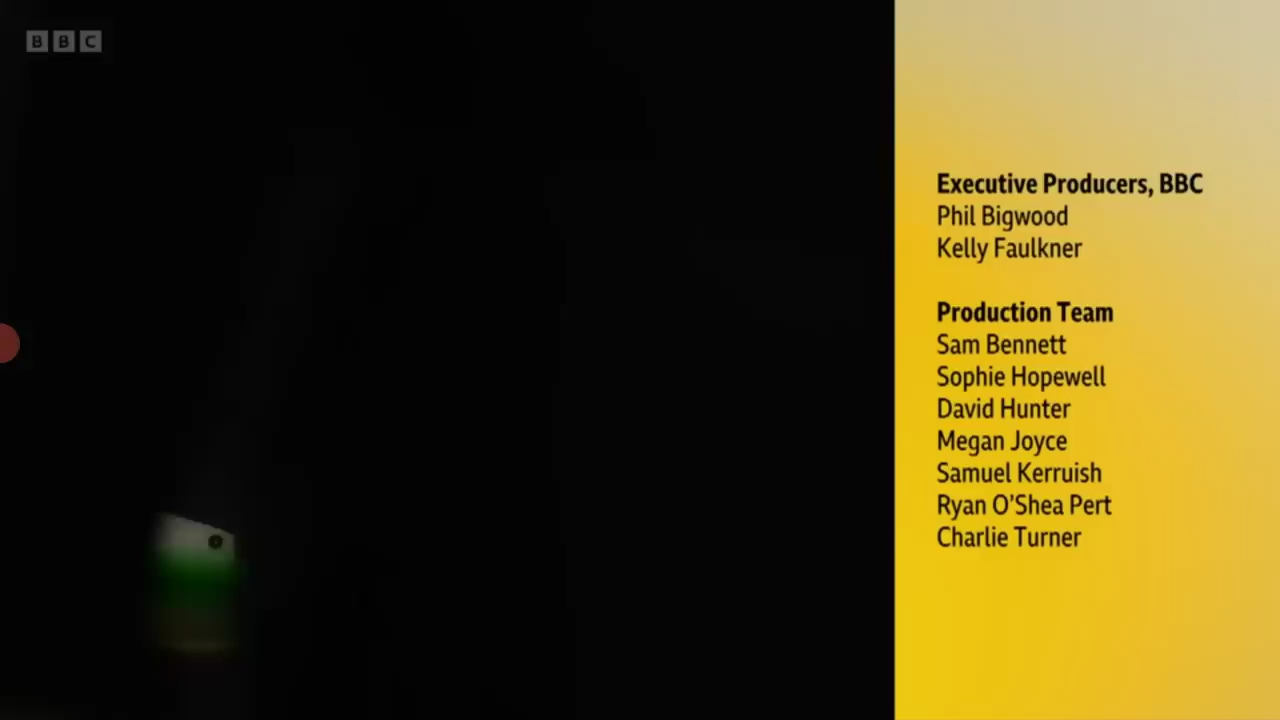 BBC
Executive Producers, BBC
Phil Bigwood
Kelly Faulkner
Production Team
Sam Bennett
Sophie Hopewell
David Hunter
Megan Joyce
Samuel Kerruish
Ryan O'Shea Pert
Charlie Turner